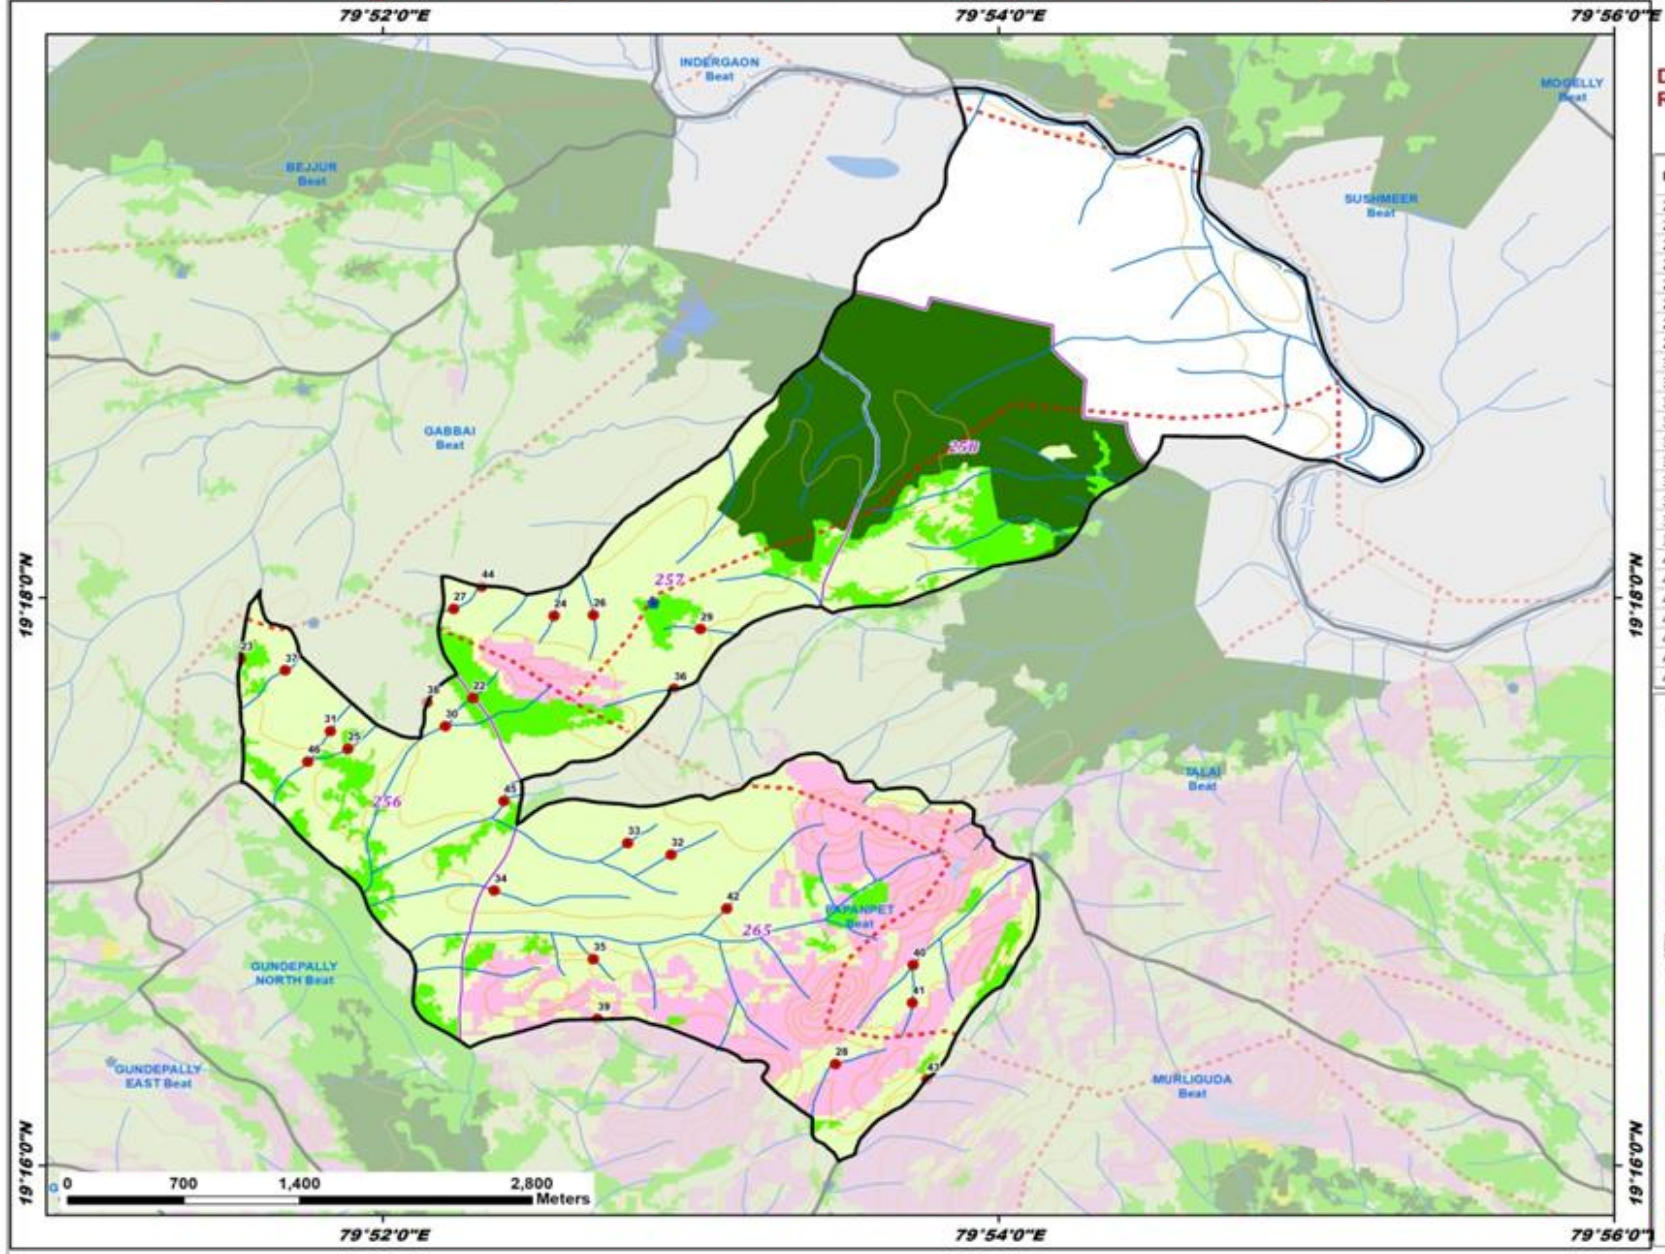 79°52'0"E
79°54'0"E
79°56'0"E
INDERGAON
Beat
MOGELLY
Beat
BEJJUR
Beat
SUSHMEER
Beat
GABBAI
Beat
258
19°18'0"N
19°18'0"N
44
257
27
24
26
29
23
37
36
22
38
30
31
25
46
256
45
TALAI
Beat
33
32
34
42
PAPANPET
Beat
265
35
40
GUNDEPALLY
NORTH Beat
41
39
28
47
GUNDEPALLY
EAST Beat
MURLIGUDA
Beat
19°16'0"N
19°16'0"N
0 700 1,400 2,800
Meters
79°52'0"E
79°54'0"E
79°56'0"E